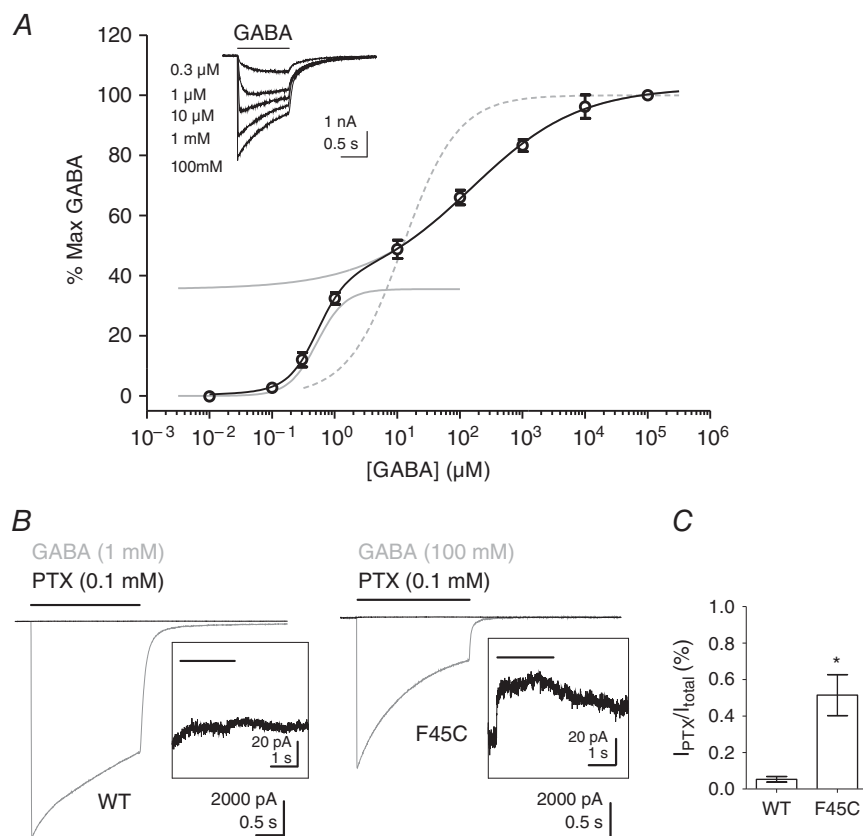 A
120
100
80
60
40
20
0
% Max GABA
GABA
0.3 µM
1 µM
10 µM
1 mM
100mM
1 nA
0.5 s
10⁻³ 10⁻² 10⁻¹ 10⁰ 10¹ 10² 10³ 10⁴ 10⁵ 10⁶
[GABA] (µM)
B
GABA (1 mM)
PTX (0.1 mM)
20 pA
1 s
WT
2000 pA
0.5 s
GABA (100 mM)
PTX (0.1 mM)
20 pA
1 s
F45C
2000 pA
0.5 s
C
1.0
0.8
0.6
0.4
0.2
0.0
I_PTX/I_total (%)
*
WT F45C